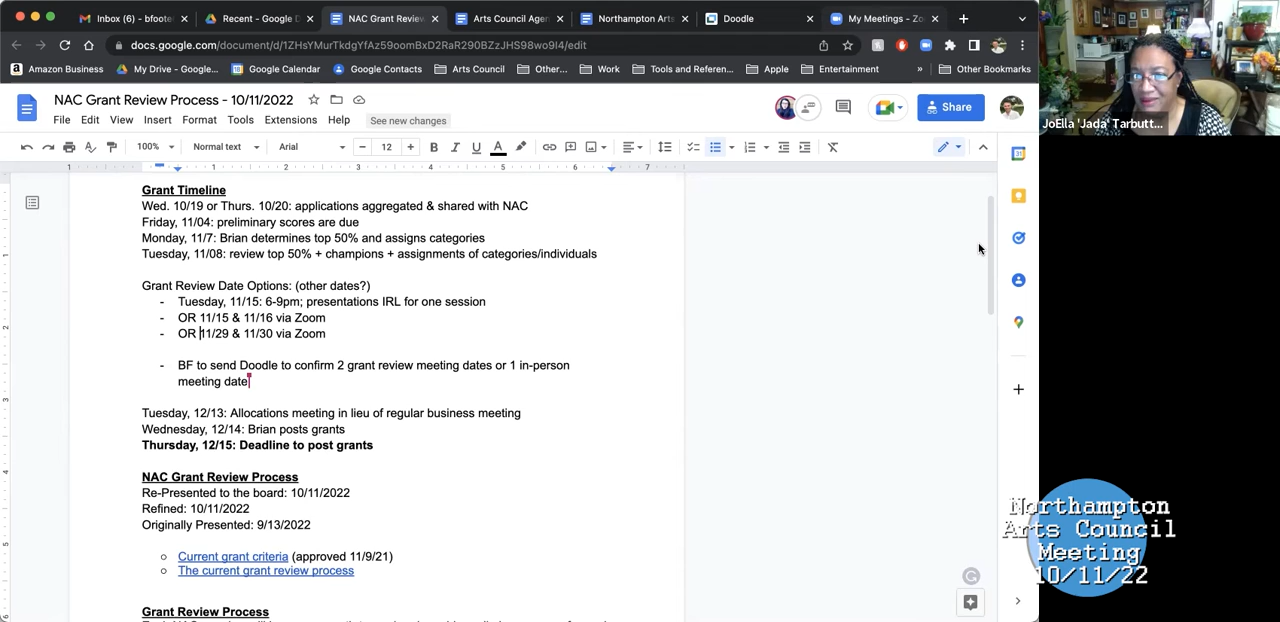 Inbox (6) - bfooter
Recent - Google D
NAC Grant Review
Arts Council Agen
Northampton Arts
Doodle
My Meetings - Zo
docs.google.com/document/d/1ZHsYMurTkdgYfAz59oomBxD2RaR290BZzJHS98wo9I4/edit
Amazon Business
My Drive - Google...
Google Calendar
Google Contacts
Arts Council
Other...
Work
Tools and Referen...
Apple
Entertainment
»
Other Bookmarks
NAC Grant Review Process - 10/11/2022
File Edit View Insert Format Tools Extensions Help See new changes
Share
100% Normal text Arial − 12 + B I U A
1 1 2 3 4 5 6 7
Grant Timeline
Wed. 10/19 or Thurs. 10/20: applications aggregated & shared with NAC
Friday, 11/04: preliminary scores are due
Monday, 11/7: Brian determines top 50% and assigns categories
Tuesday, 11/08: review top 50% + champions + assignments of categories/individuals
Grant Review Date Options: (other dates?)
- Tuesday, 11/15: 6-9pm; presentations IRL for one session
- OR 11/15 & 11/16 via Zoom
- OR 11/29 & 11/30 via Zoom
- BF to send Doodle to confirm 2 grant review meeting dates or 1 in-person
meeting date
Tuesday, 12/13: Allocations meeting in lieu of regular business meeting
Wednesday, 12/14: Brian posts grants
Thursday, 12/15: Deadline to post grants
NAC Grant Review Process
Re-Presented to the board: 10/11/2022
Refined: 10/11/2022
Originally Presented: 9/13/2022
Current grant criteria (approved 11/9/21)
The current grant review process
Grant Review Process
JoElla 'Jada' Tarbutt...
Northampton
Arts Council
Meeting
10/11/22